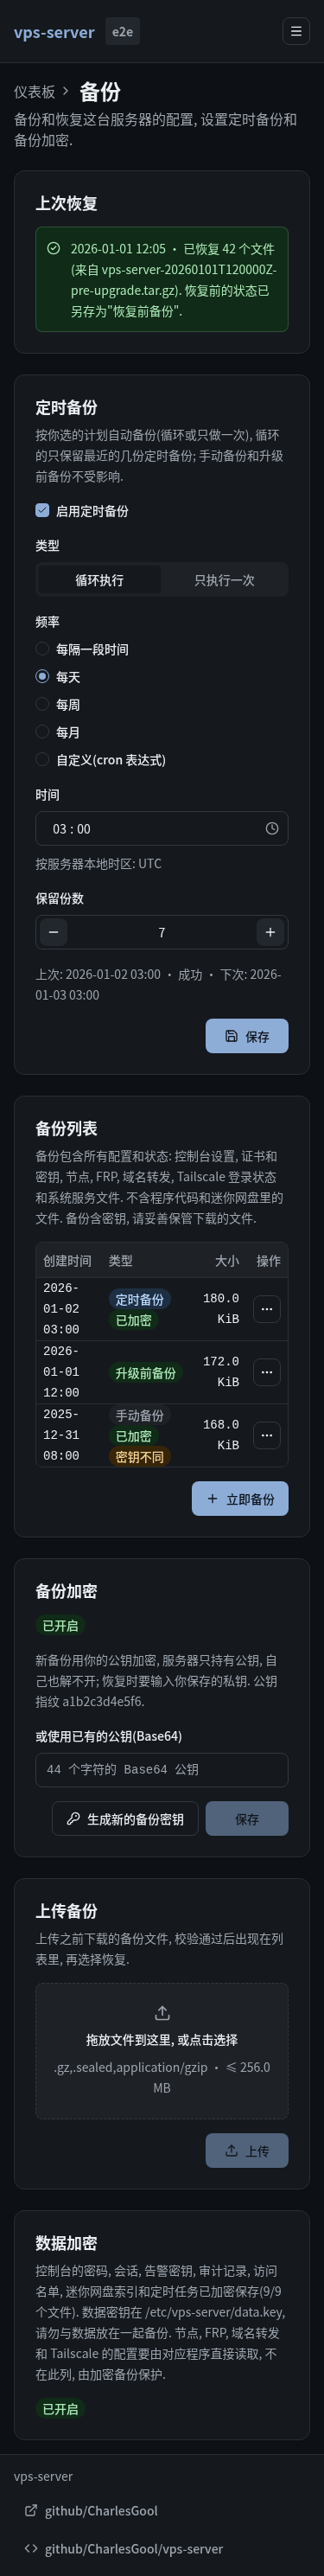 vps-server e2e
仪表板 > 备份
备份和恢复这台服务器的配置, 设置定时备份和
备份加密.
上次恢复
2026-01-01 12:05 · 已恢复 42 个文件
(来自 vps-server-20260101T120000Z-
pre-upgrade.tar.gz). 恢复前的状态已
另存为"恢复前备份".
定时备份
按你选的计划自动备份(循环或只做一次), 循环
的只保留最近的几份定时备份; 手动备份和升级
前备份不受影响.
启用定时备份
类型
循环执行 只执行一次
频率
每隔一段时间
每天
每周
每月
自定义(cron 表达式)
时间
03 : 00
按服务器本地时区: UTC
保留份数
7
上次: 2026-01-02 03:00 · 成功 · 下次: 2026-
01-03 03:00
保存
备份列表
备份包含所有配置和状态: 控制台设置, 证书和
密钥, 节点, FRP, 域名转发, Tailscale 登录状态
和系统服务文件. 不含程序代码和迷你网盘里的
文件. 备份含密钥, 请妥善保管下载的文件.
创建时间 类型 大小 操作
2026-
01-02
03:00
定时备份
已加密
180.0
KiB
2026-
01-01
12:00
升级前备份
172.0
KiB
2025-
12-31
08:00
手动备份
已加密
密钥不同
168.0
KiB
立即备份
备份加密
已开启
新备份用你的公钥加密, 服务器只持有公钥, 自
己也解不开; 恢复时要输入你保存的私钥. 公钥
指纹 a1b2c3d4e5f6.
或使用已有的公钥(Base64)
44 个字符的 Base64 公钥
生成新的备份密钥 保存
上传备份
上传之前下载的备份文件, 校验通过后出现在列
表里, 再选择恢复.
拖放文件到这里, 或点击选择
.gz,.sealed,application/gzip · ≤ 256.0
MB
上传
数据加密
控制台的密码, 会话, 告警密钥, 审计记录, 访问
名单, 迷你网盘索引和定时任务已加密保存(9/9
个文件). 数据密钥在 /etc/vps-server/data.key,
请勿与数据放在一起备份. 节点, FRP, 域名转发
和 Tailscale 的配置要由对应程序直接读取, 不
在此列, 由加密备份保护.
已开启
vps-server
github/CharlesGool
github/CharlesGool/vps-server